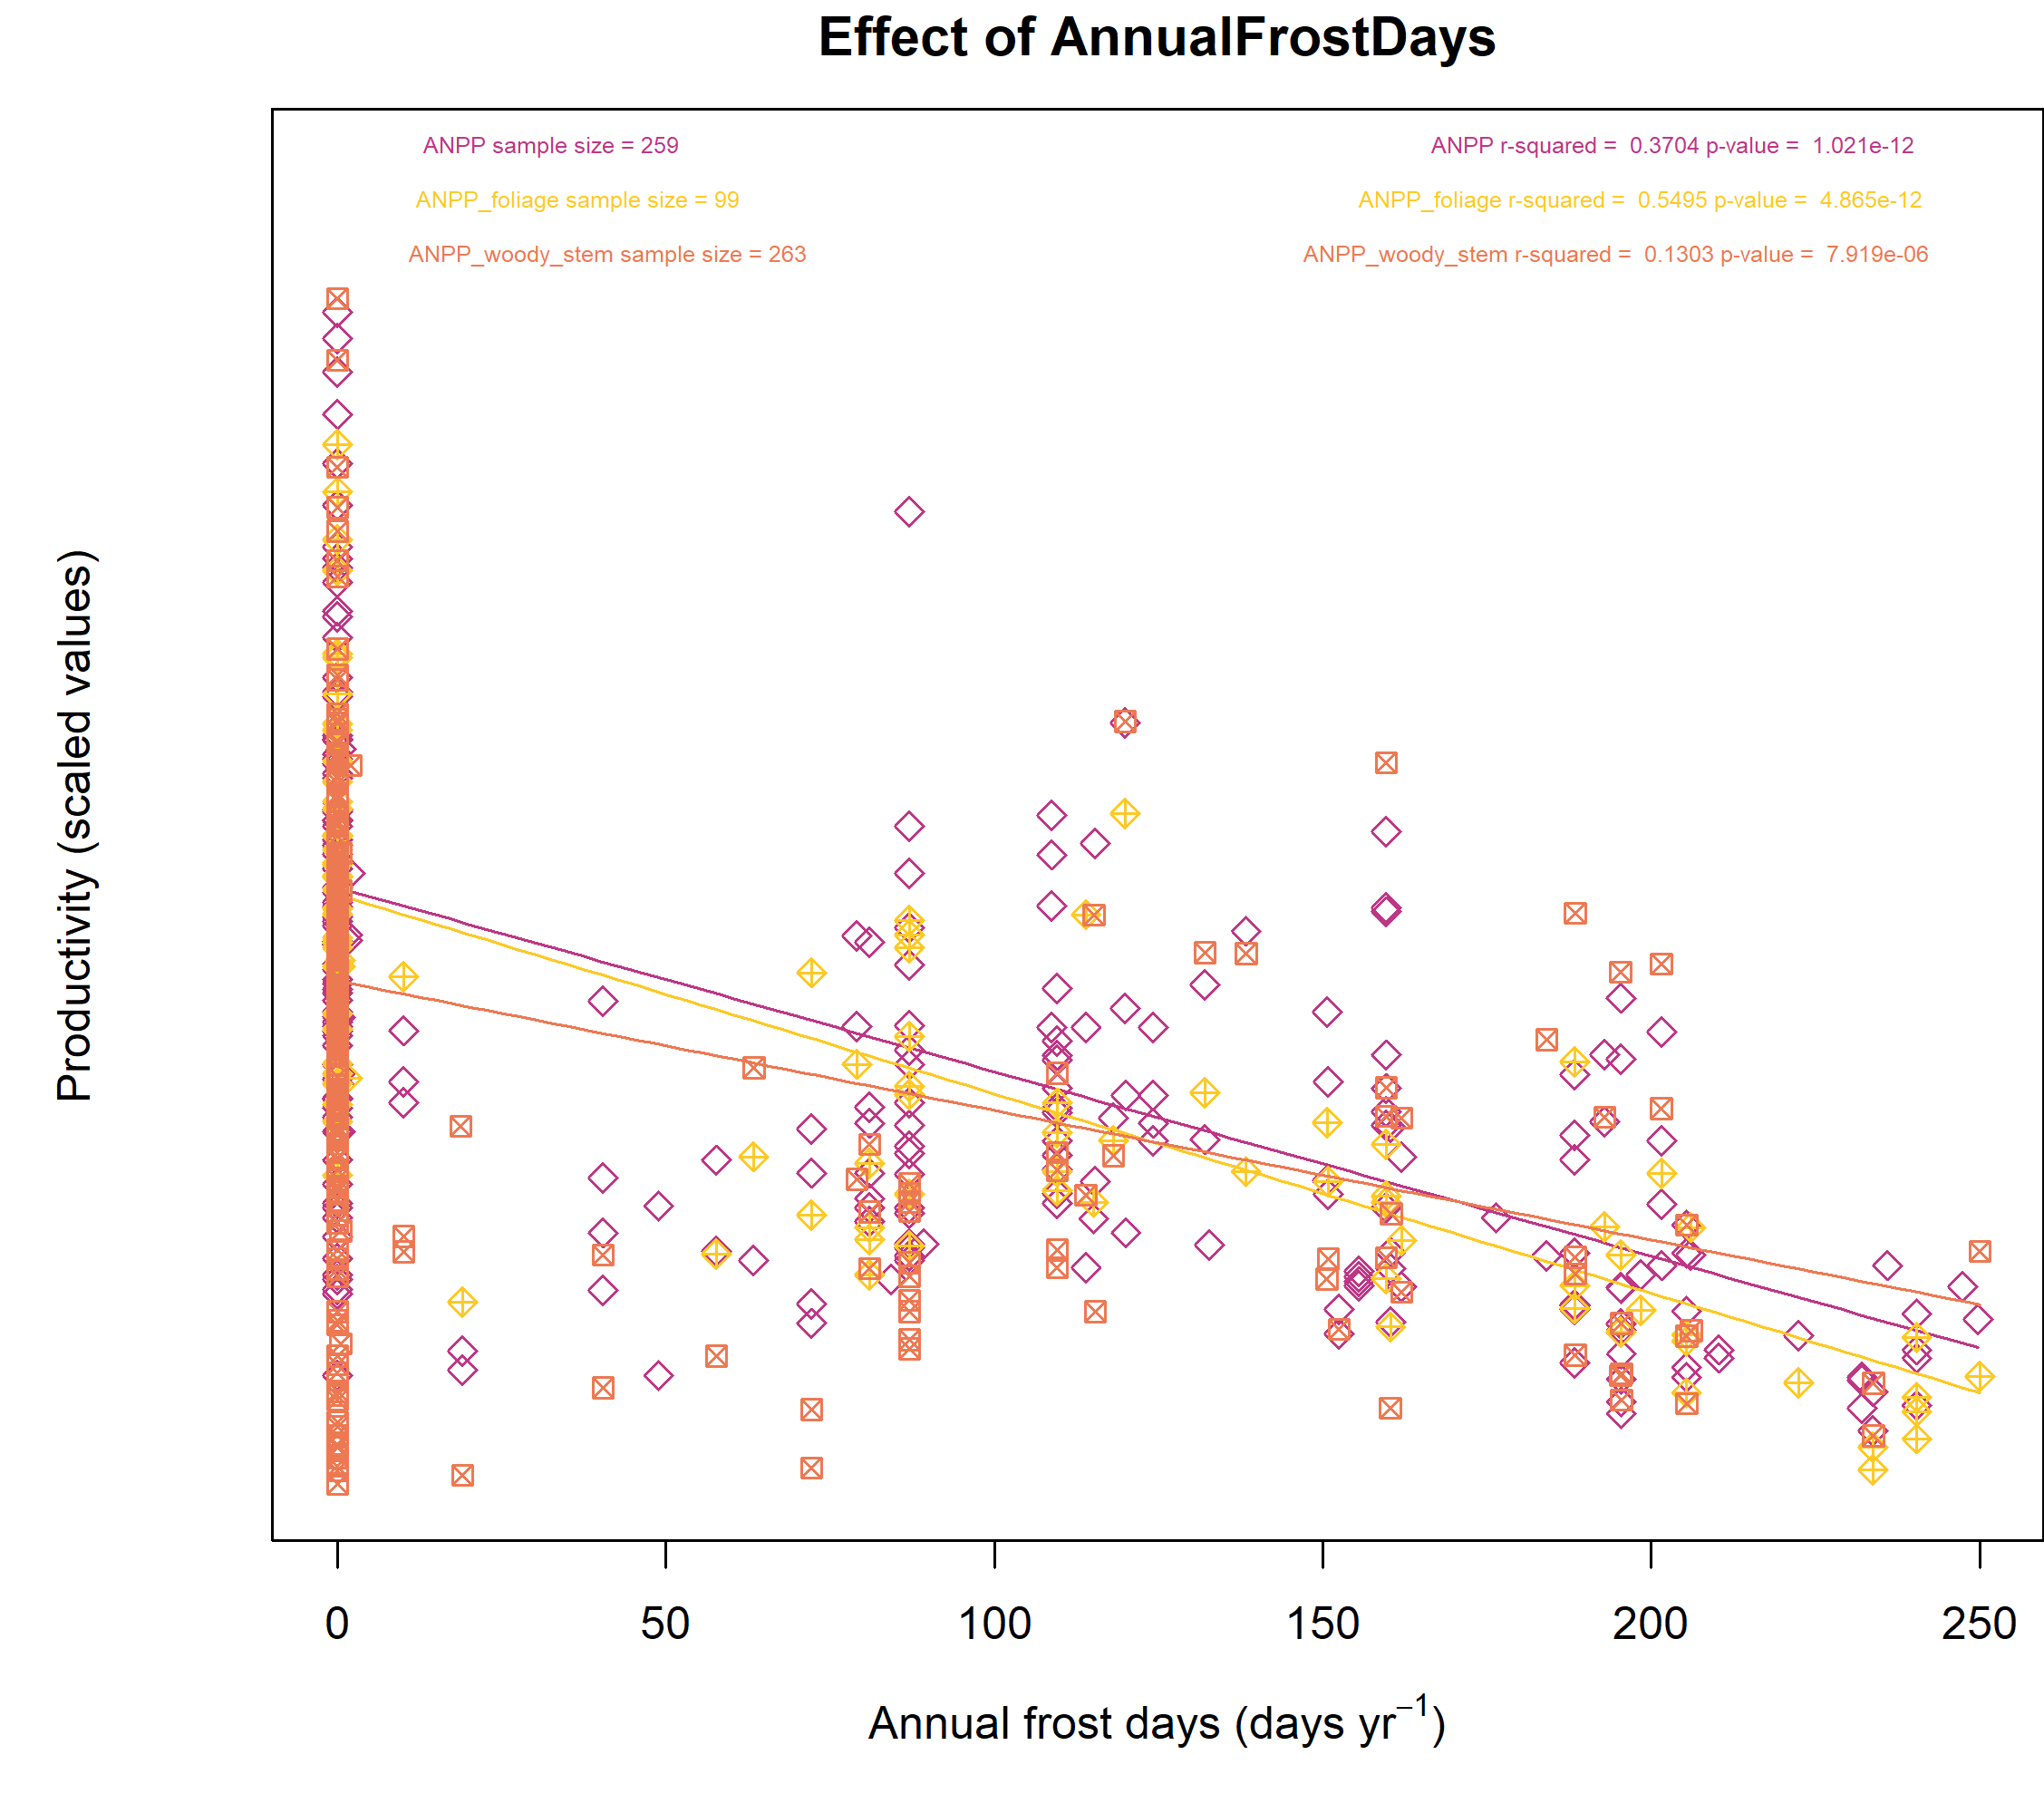 Effect of AnnualFrostDays
ANPP sample size = 259
ANPP r-squared = 0.3704 p-value = 1.021e-12
ANPP_foliage sample size = 99
ANPP_foliage r-squared = 0.5495 p-value = 4.865e-12
ANPP_woody_stem sample size = 263
ANPP_woody_stem r-squared = 0.1303 p-value = 7.919e-06
Productivity (scaled values)
0 50 100 150 200 250
Annual frost days (days yr⁻¹)